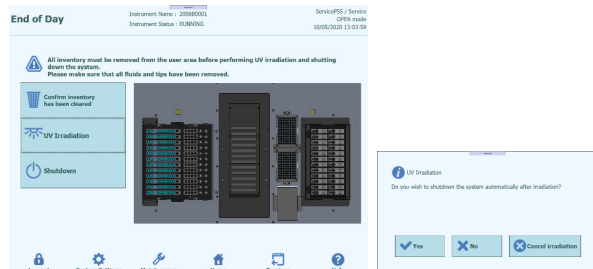 End of Day
Instrument Name : 2006B0001
Instrument Status : RUNNING
ServicePSS / Service
OPEN mode
10/05/2020 13:03:59
All inventory must be removed from the user area before performing UV irradiation and shutting
down the system.
Please make sure that all fluids and tips have been removed.
Confirm inventory
has been cleared
UV Irradiation
Shutdown
UV Irradiation
Do you wish to shutdown the system automatically after irradiation?
Yes
No
Cancel irradiation